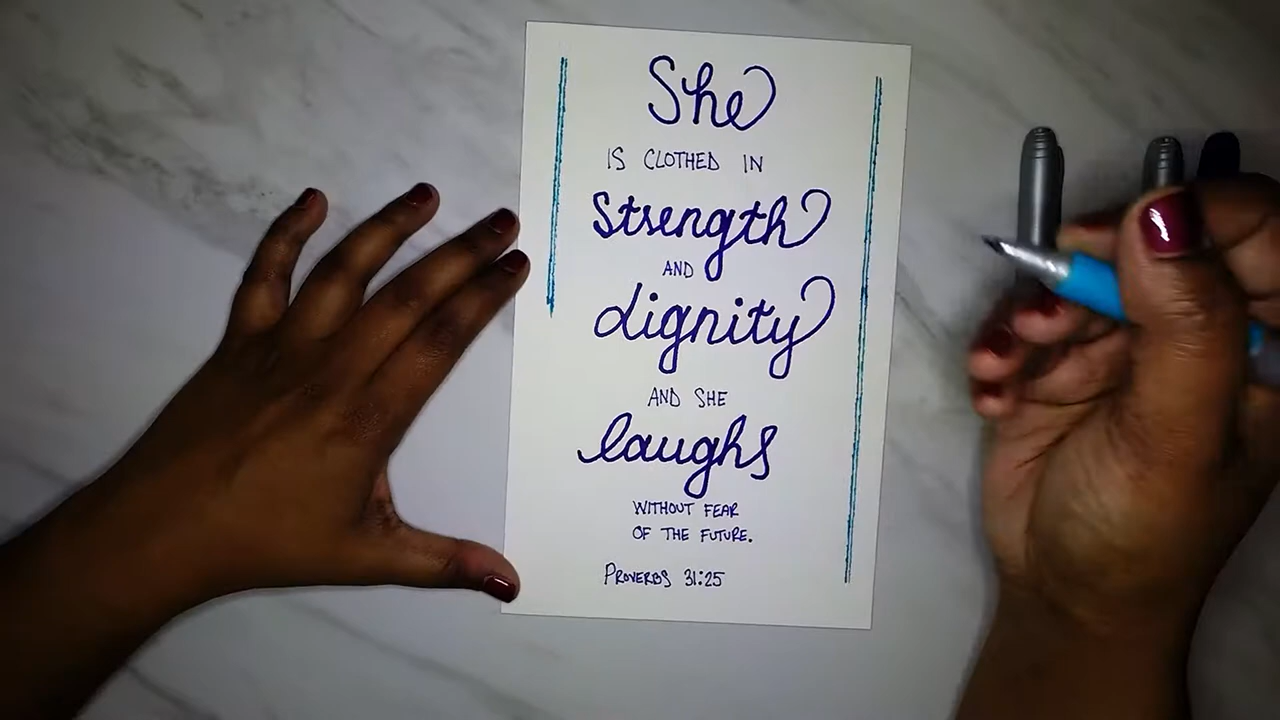 She
IS CLOTHED IN
Strength
AND
dignity
AND SHE
laughs
WITHOUT FEAR
OF THE FUTURE.
PROVERBS 31:25